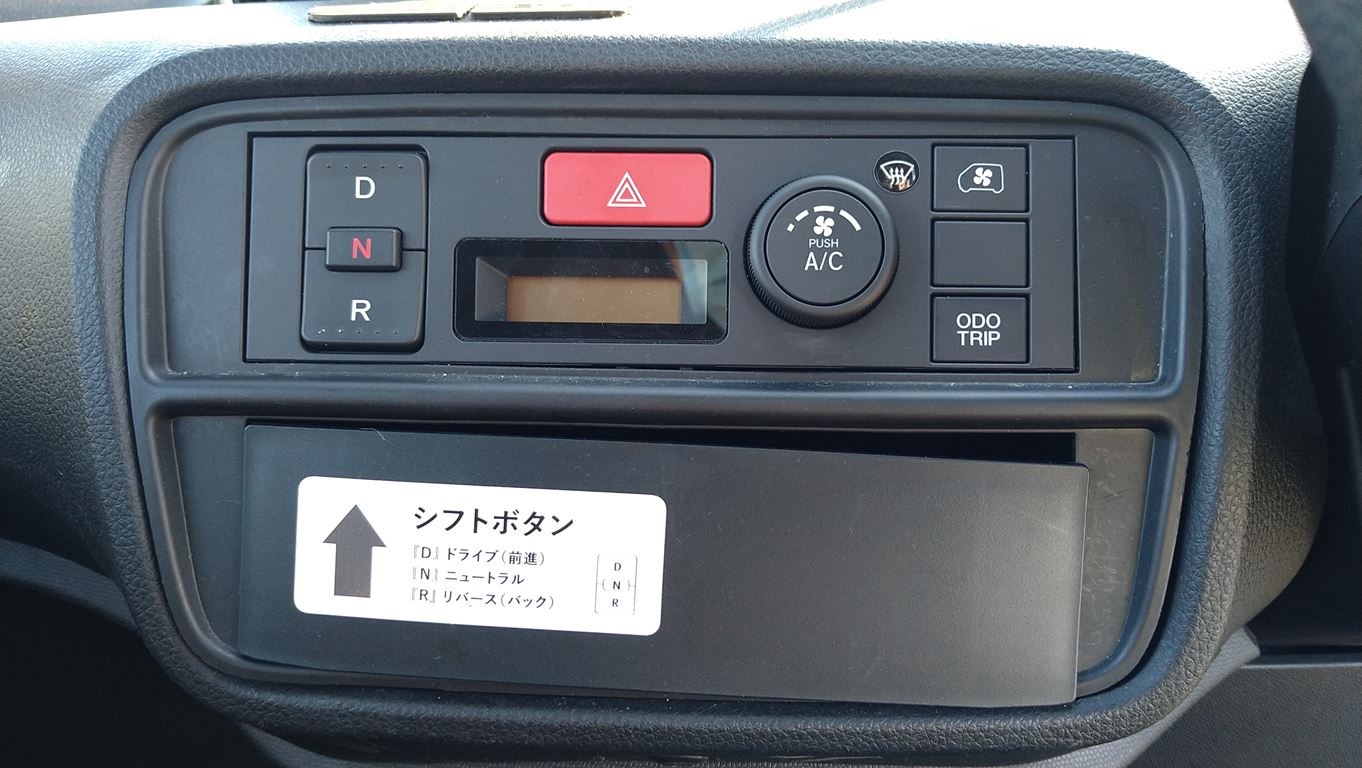 D
N
R
PUSH
A/C
ODO
TRIP
シフトボタン
『D』ドライブ(前進)
『N』ニュートラル
『R』リバース(バック)
D
N
R